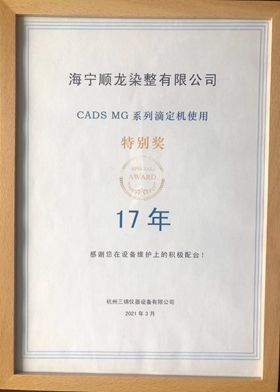 海宁顺龙染整有限公司
CADS MG 系列滴定机使用
特别奖
SPECIAL
AWARD
17 年
感谢您在设备维护上的积极配合！
杭州三锦仪器设备有限公司
2021 年 3 月